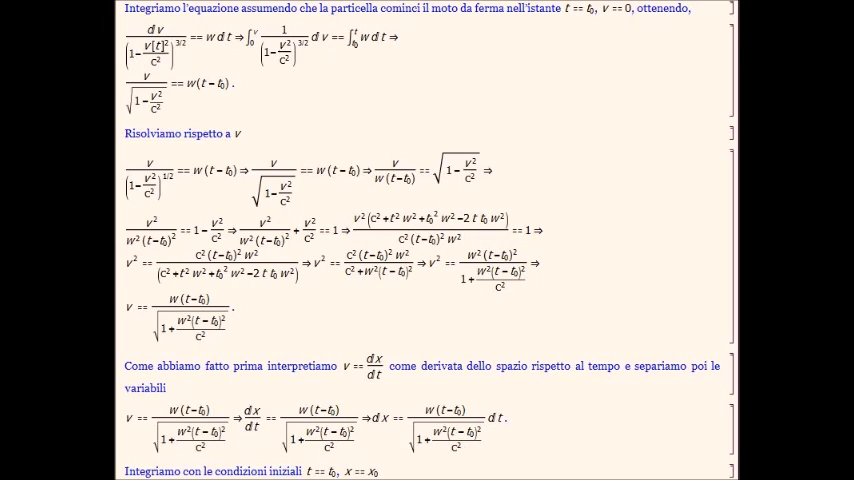 Integriamo l'equazione assumendo che la particella cominci il moto da ferma nell'istante t == t₀, v == 0, ottenendo,
ⅆv/(1-v[t]²/c²)^(3/2) == w ⅆt ⇒ ∫₀^v 1/(1-v²/c²)^(3/2) ⅆv == ∫_t₀^t w ⅆt ⇒
v/√(1-v²/c²) == w(t-t₀) .
Risolviamo rispetto a v
v/(1-v²/c²)^(1/2) == w (t-t₀) ⇒ v/√(1-v²/c²) == w (t-t₀) ⇒ v/(w (t-t₀)) == √(1-v²/c²) ⇒
v²/(w² (t-t₀)²) == 1-v²/c² ⇒ v²/(w² (t-t₀)²) + v²/c² == 1 ⇒ v² (c²+t² w²+t₀² w²-2 t t₀ w²)/(c² (t-t₀)² w²) == 1 ⇒
v² == c² (t-t₀)² w²/(c²+t² w²+t₀² w²-2 t t₀ w²) ⇒ v² == c² (t-t₀)² w²/(c²+w²(t-t₀)²) ⇒ v² == w² (t-t₀)²/(1+w²(t-t₀)²/c²) ⇒
v == w (t-t₀)/√(1+w²(t-t₀)²/c²) .
Come abbiamo fatto prima interpretiamo v == ⅆx/ⅆt come derivata dello spazio rispetto al tempo e separiamo poi le
variabili
v == w (t-t₀)/√(1+w²(t-t₀)²/c²) ⇒ ⅆx/ⅆt == w (t-t₀)/√(1+w²(t-t₀)²/c²) ⇒ ⅆx == w (t-t₀)/√(1+w²(t-t₀)²/c²) ⅆt .
Integriamo con le condizioni iniziali t == t₀, x == x₀